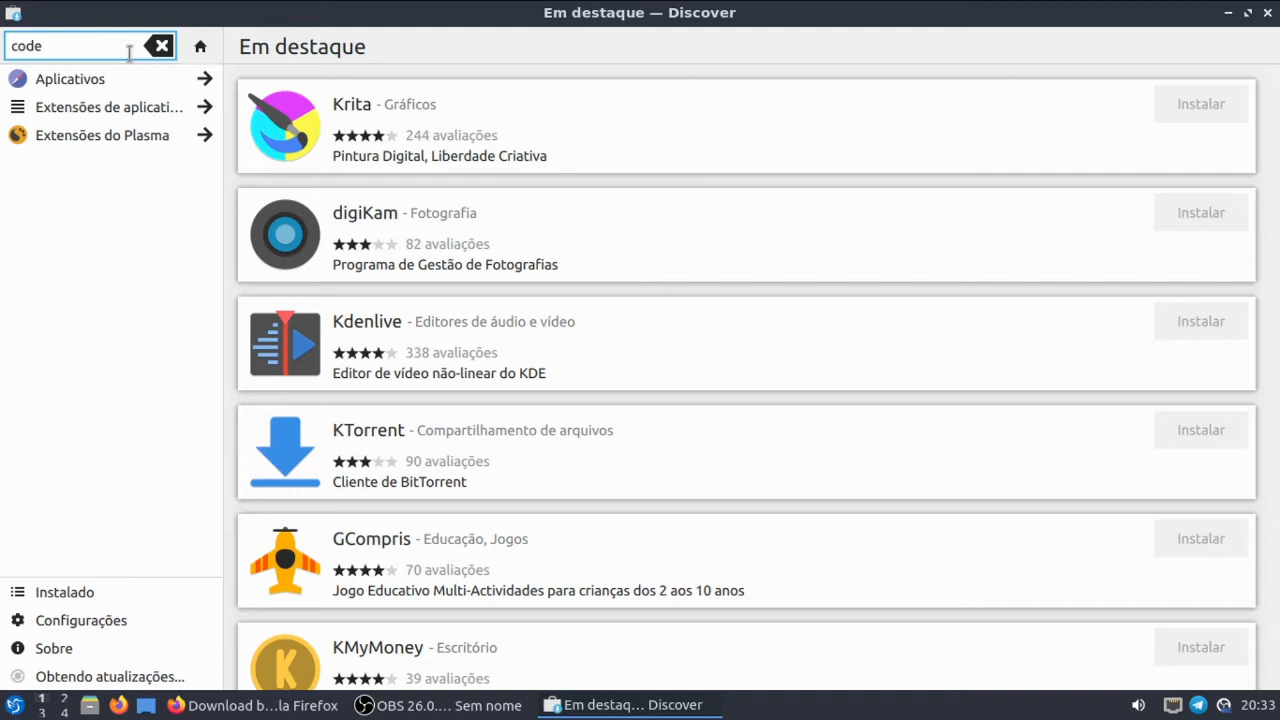 Em destaque — Discover
code
Em destaque
Aplicativos
Extensões de aplicati...
Extensões do Plasma
Krita - Gráficos
Instalar
244 avaliações
Pintura Digital, Liberdade Criativa
digiKam - Fotografia
Instalar
82 avaliações
Programa de Gestão de Fotografias
Kdenlive - Editores de áudio e vídeo
Instalar
338 avaliações
Editor de vídeo não-linear do KDE
KTorrent - Compartilhamento de arquivos
Instalar
90 avaliações
Cliente de BitTorrent
GCompris - Educação, Jogos
Instalar
70 avaliações
Jogo Educativo Multi-Actividades para crianças dos 2 aos 10 anos
KMyMoney - Escritório
Instalar
39 avaliações
Instalado
Configurações
Sobre
Obtendo atualizações...
1 2
3 4
Download b...la Firefox
OBS 26.0.... Sem nome
Em destaq... Discover
20:33